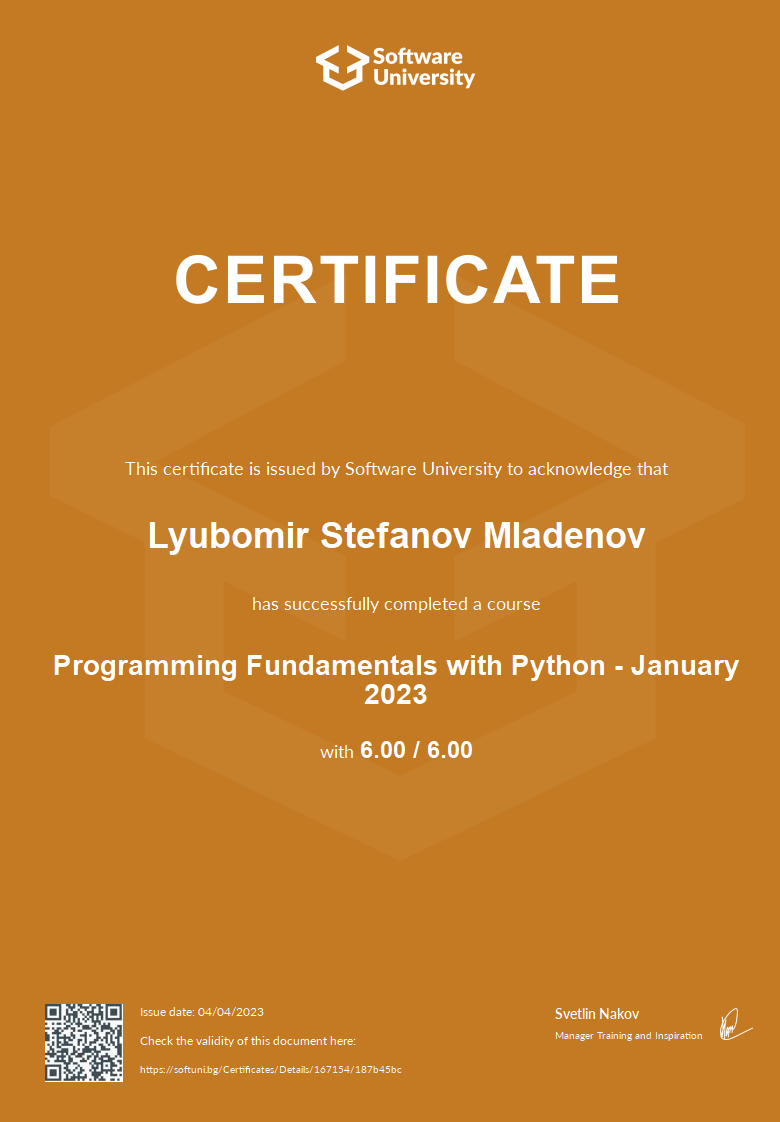 Software
University
CERTIFICATE
This certificate is issued by Software University to acknowledge that
Lyubomir Stefanov Mladenov
has successfully completed a course
Programming Fundamentals with Python - January
2023
with 6.00 / 6.00
Issue date: 04/04/2023
Check the validity of this document here:
https://softuni.bg/Certificates/Details/167154/187b45bc
Svetlin Nakov
Manager Training and Inspiration